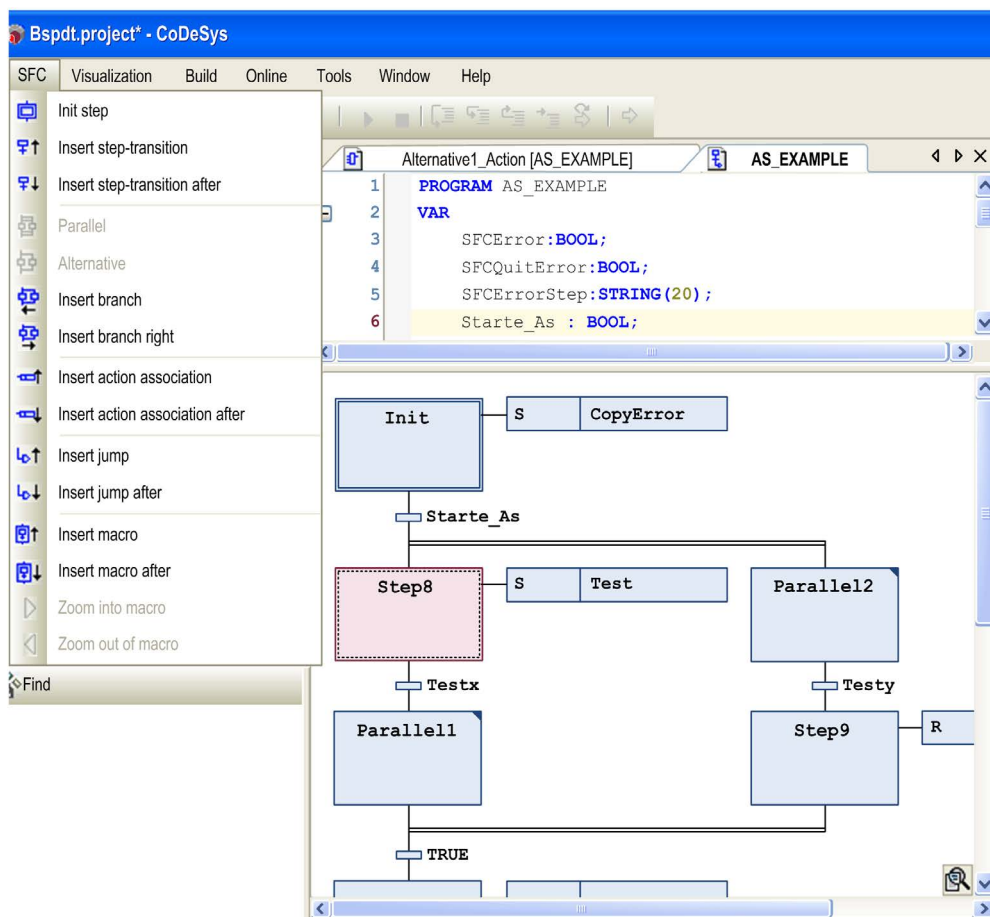 Bspdt.project* - CoDeSys
SFC Visualization Build Online Tools Window Help
Init step
Insert step-transition
Insert step-transition after
Parallel
Alternative
Insert branch
Insert branch right
Insert action association
Insert action association after
Insert jump
Insert jump after
Insert macro
Insert macro after
Zoom into macro
Zoom out of macro
Find
Alternative1_Action [AS_EXAMPLE] AS_EXAMPLE
1 PROGRAM AS_EXAMPLE
2 VAR
3 SFCError:BOOL;
4 SFCQuitError:BOOL;
5 SFCErrorStep:STRING(20);
6 Starte_As : BOOL;
Init S CopyError
Starte_As
Step8 S Test Parallel2
Testx Testy
Parallel1 Step9 R
TRUE